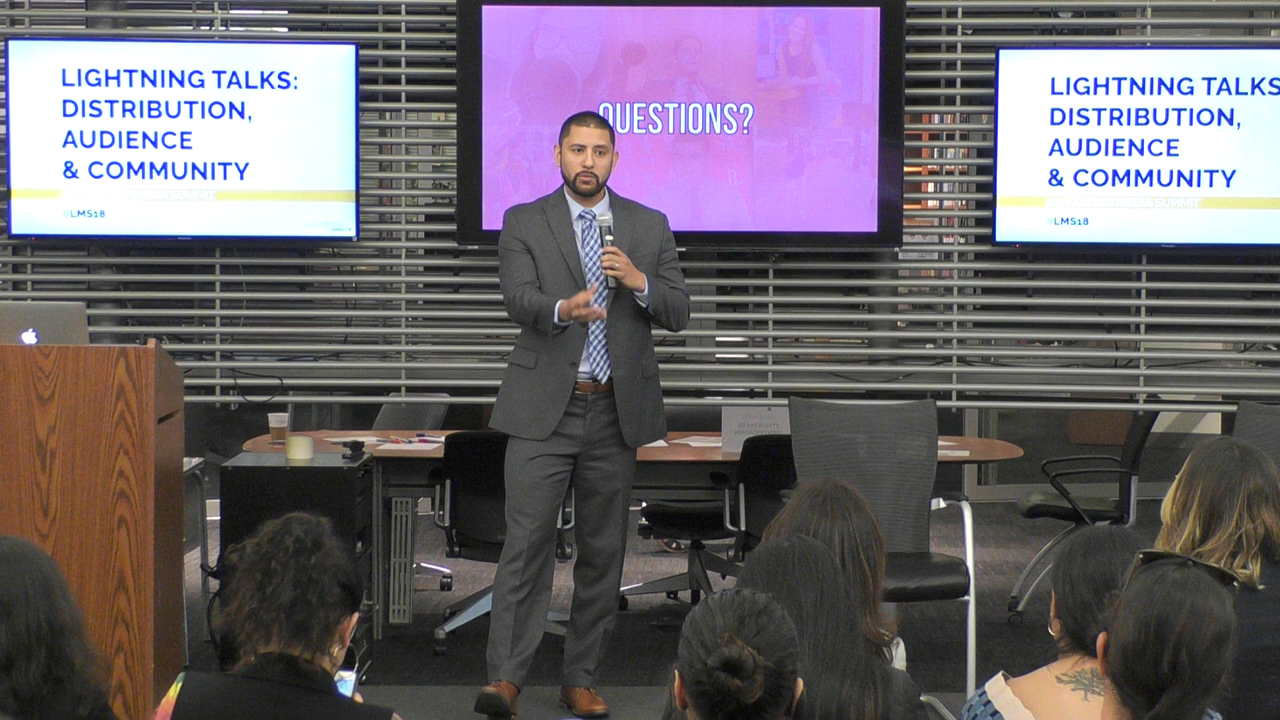 LIGHTNING TALKS:
DISTRIBUTION,
AUDIENCE
& COMMUNITY
#LMS18
QUESTIONS?
LIGHTNING TALKS
DISTRIBUTION,
AUDIENCE
& COMMUNITY
#LMS18